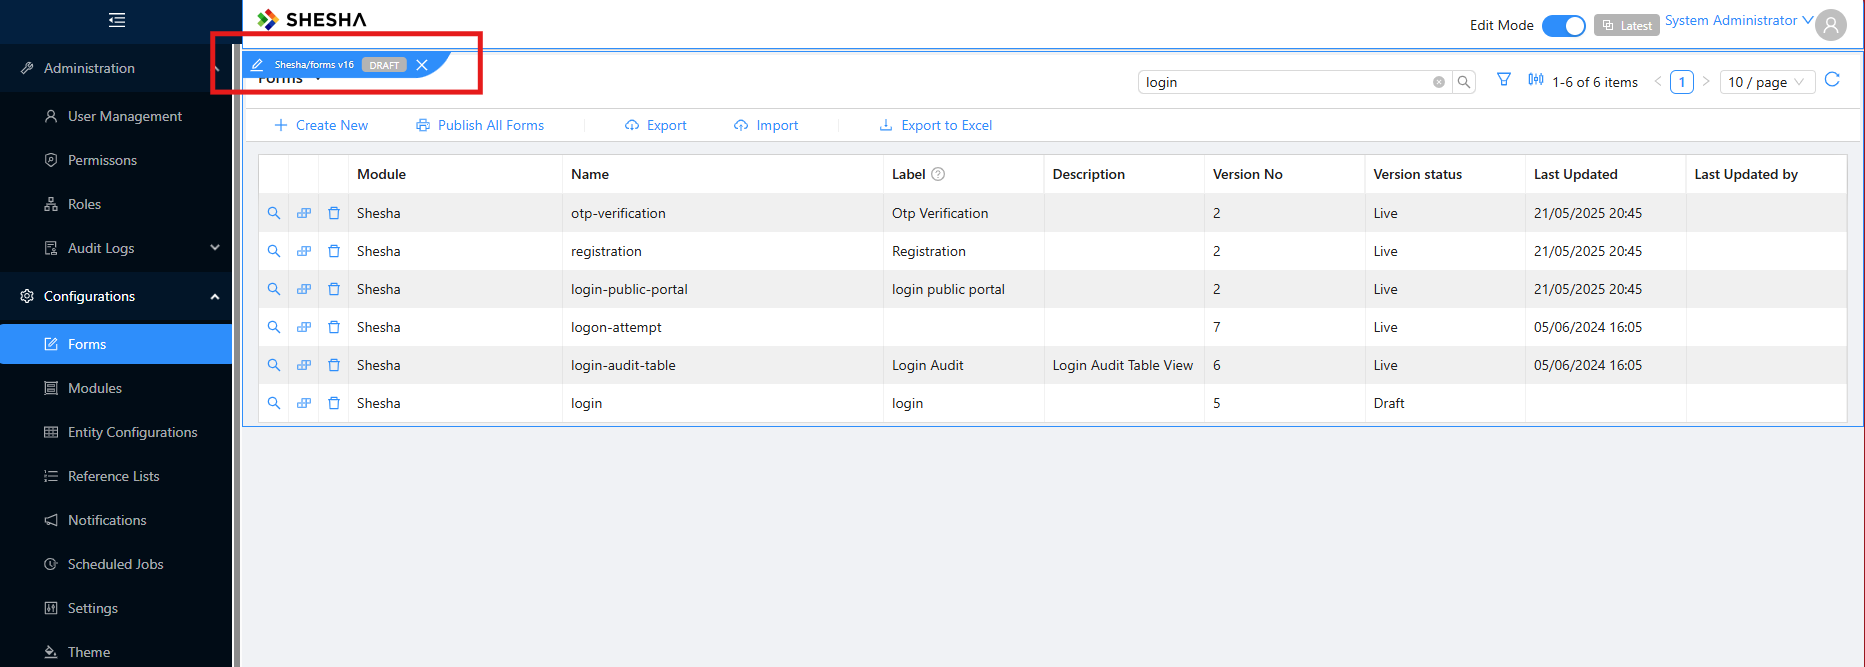 SHESHA
Edit Mode
Latest
System Administrator
Shesha/forms v16 DRAFT
Forms
login
1-6 of 6 items
1
10 / page
Create New
Publish All Forms
Export
Import
Export to Excel
Administration
User Management
Permissons
Roles
Audit Logs
Configurations
Forms
Modules
Entity Configurations
Reference Lists
Notifications
Scheduled Jobs
Settings
Theme
Module Name Label Description Version No Version status Last Updated Last Updated by
Shesha otp-verification Otp Verification 2 Live 21/05/2025 20:45
Shesha registration Registration 2 Live 21/05/2025 20:45
Shesha login-public-portal login public portal 2 Live 21/05/2025 20:45
Shesha logon-attempt 7 Live 05/06/2024 16:05
Shesha login-audit-table Login Audit Login Audit Table View 6 Live 05/06/2024 16:05
Shesha login login 5 Draft